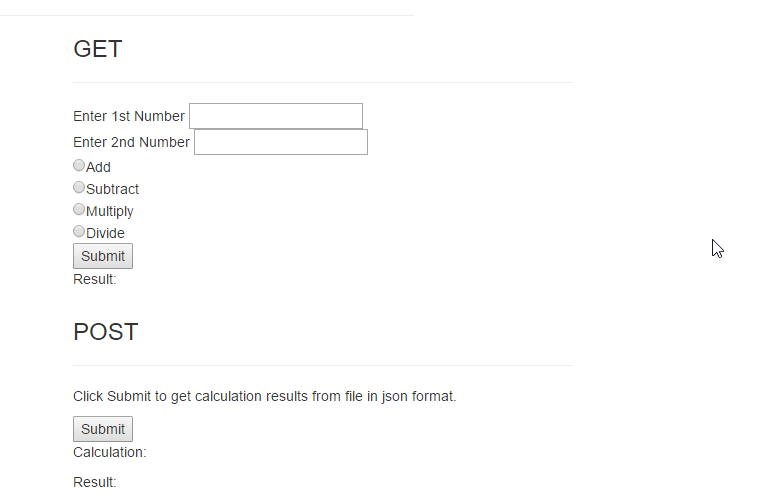 GET
Enter 1st Number
Enter 2nd Number
Add
Subtract
Multiply
Divide
Submit
Result:
POST
Click Submit to get calculation results from file in json format.
Submit
Calculation:
Result: